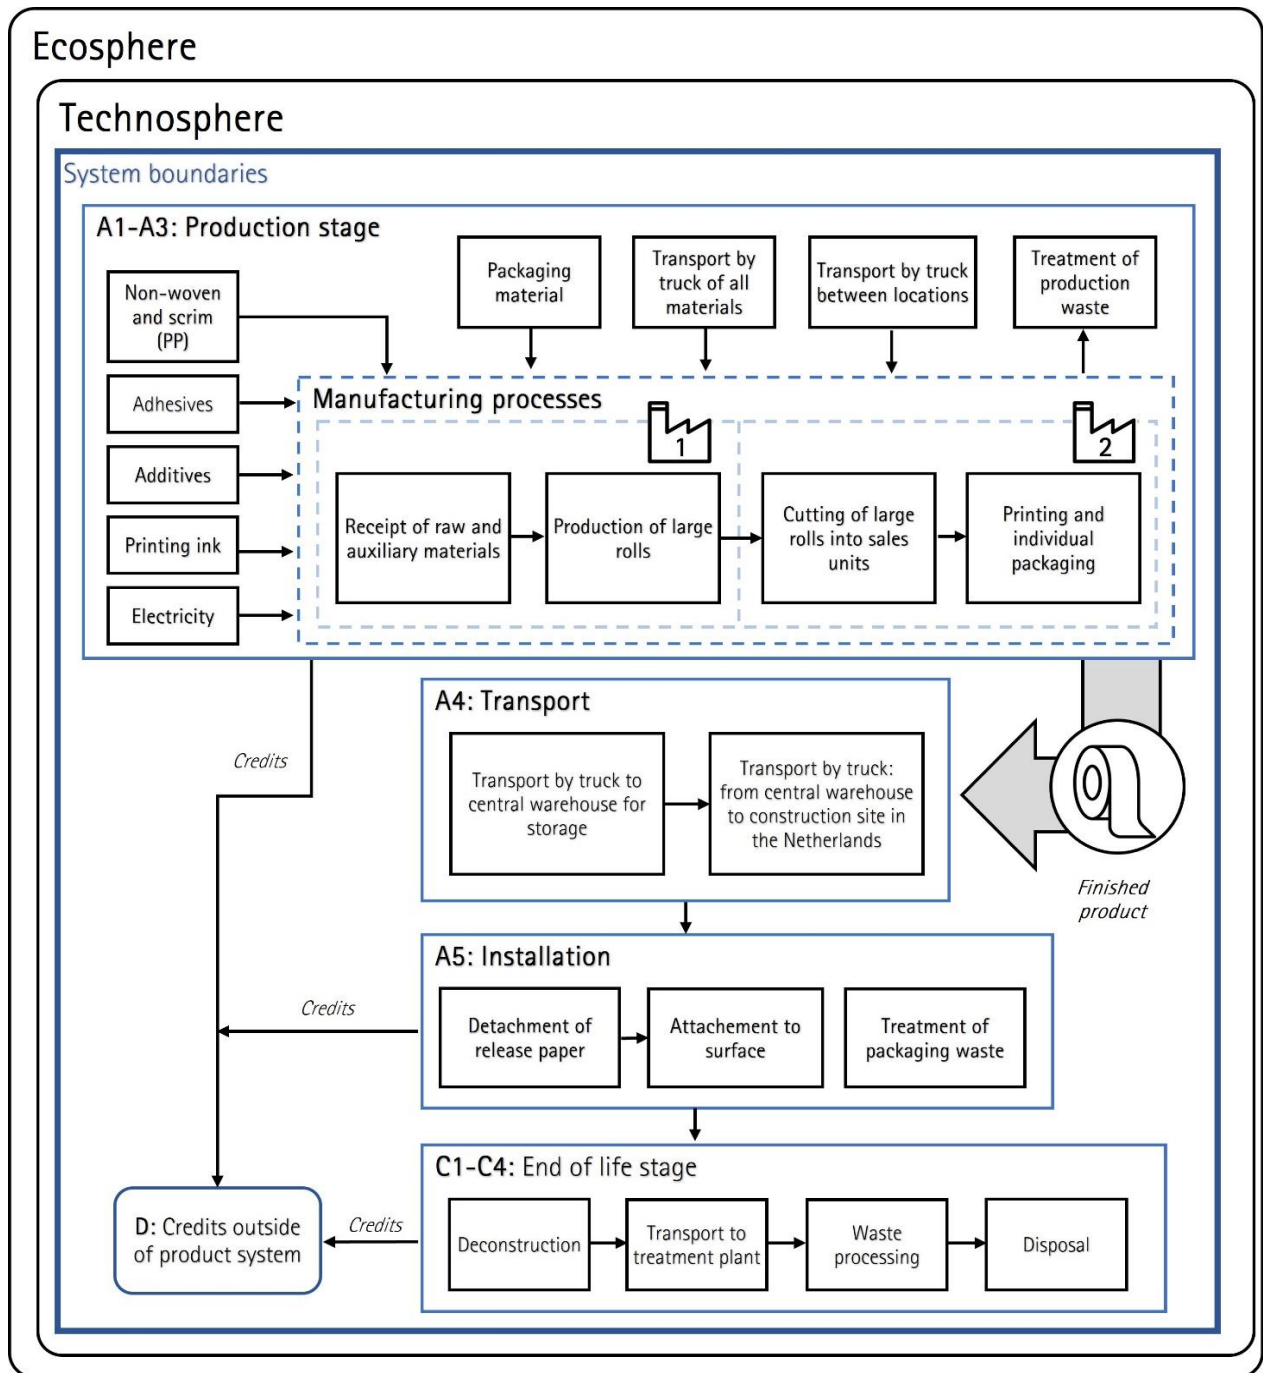 Ecosphere
Technosphere
System boundaries
A1-A3: Production stage
Non-woven
and scrim
(PP)
Packaging
material
Transport by
truck of all
materials
Transport by truck
between locations
Treatment of
production
waste
Adhesives
Additives
Printing ink
Electricity
Manufacturing processes
1
2
Receipt of raw and
auxiliary materials
Production of large
rolls
Cutting of large
rolls into sales
units
Printing and
individual
packaging
Credits
A4: Transport
Transport by truck to
central warehouse for
storage
Transport by truck:
from central warehouse
to construction site in
the Netherlands
Finished
product
A5: Installation
Credits
Detachment of
release paper
Attachement to
surface
Treatment of
packaging waste
C1-C4: End of life stage
D: Credits outside
of product system
Credits
Deconstruction
Transport to
treatment plant
Waste
processing
Disposal